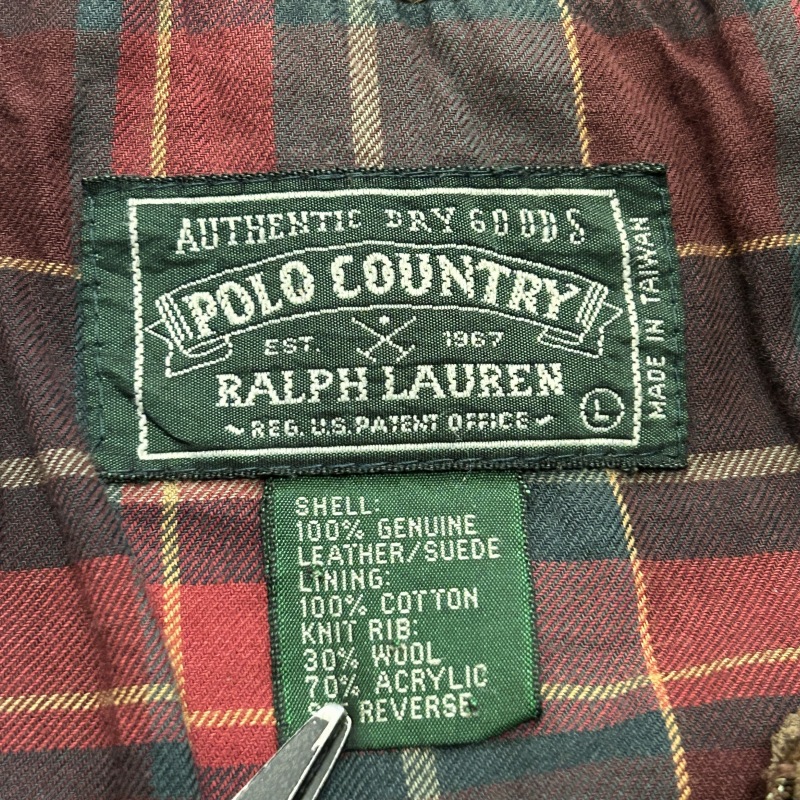 AUTHENTIC DRY GOODS
POLO COUNTRY
EST. 1967
RALPH LAUREN
~ REG. U.S. PATENT OFFICE ~
L
MADE IN TAIWAN
SHELL:
100% GENUINE
LEATHER/SUEDE
LINING:
100% COTTON
KNIT RIB:
30% WOOL
70% ACRYLIC
REVERSE